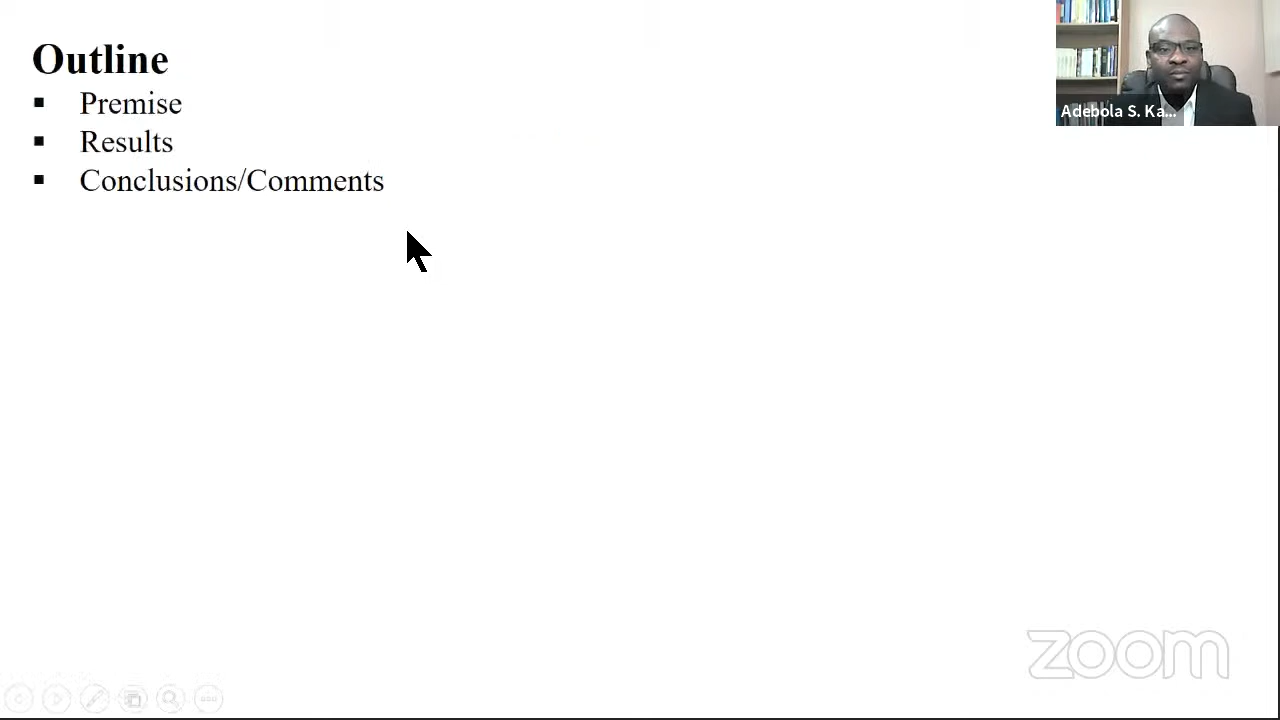 Outline
▪ Premise
▪ Results
▪ Conclusions/Comments
Adebola S. Ka...
zoom